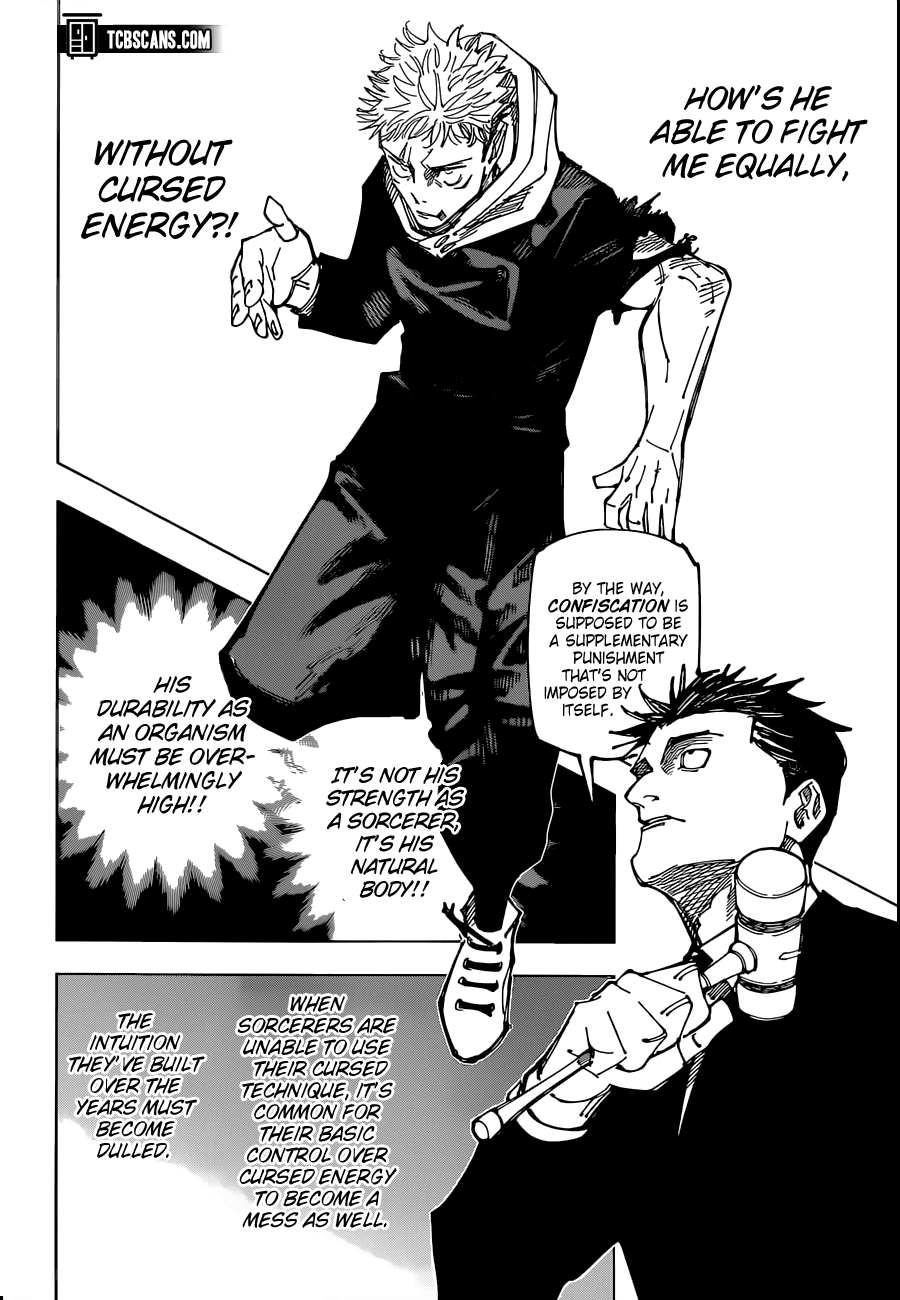 TCBSCANS.COM
HOW'S HE
ABLE TO FIGHT
ME EQUALLY,
WITHOUT
CURSED
ENERGY?!
BY THE WAY,
CONFISCATION IS
SUPPOSED TO BE
A SUPPLEMENTARY
PUNISHMENT
THAT'S NOT
IMPOSED BY
ITSELF.
IT'S NOT HIS
STRENGTH AS
A SORCERER,
IT'S HIS
NATURAL
BODY!!
HIS
DURABILITY AS
AN ORGANISM
MUST BE OVER-
WHELMINGLY
HIGH!!
WHEN
SORCERERS ARE
UNABLE TO USE
THEIR CURSED
TECHNIQUE, IT'S
COMMON FOR
THEIR BASIC
CONTROL OVER
CURSED ENERGY
TO BECOME A
MESS AS WELL.
THE
INTUITION
THEY'VE BUILT
OVER THE
YEARS MUST
BECOME
DULLED.